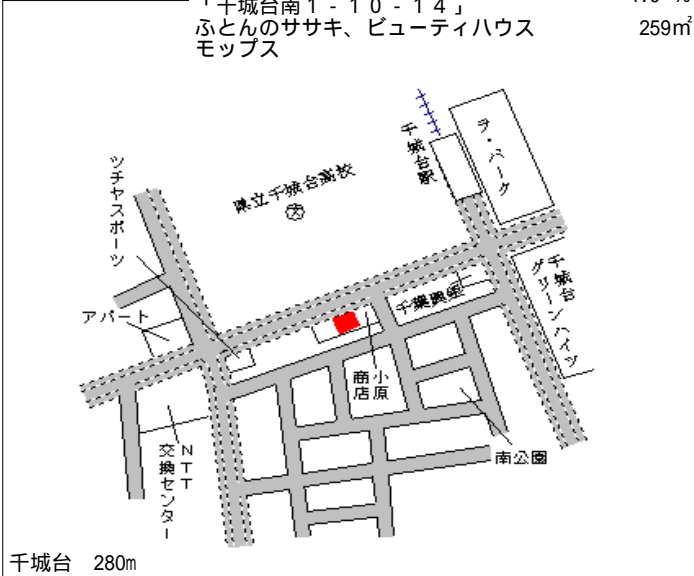 「千城台南1-10-14」
ふとんのササキ、ビューティハウス
モップス
259㎡
千城台駅
ラ・パーク
県立千城台高校
ツチヤスポーツ
千城台
グリーンハイツ
千葉興銀
アパート
小原
商店
南公園
NTT
交換センター
千城台 280m